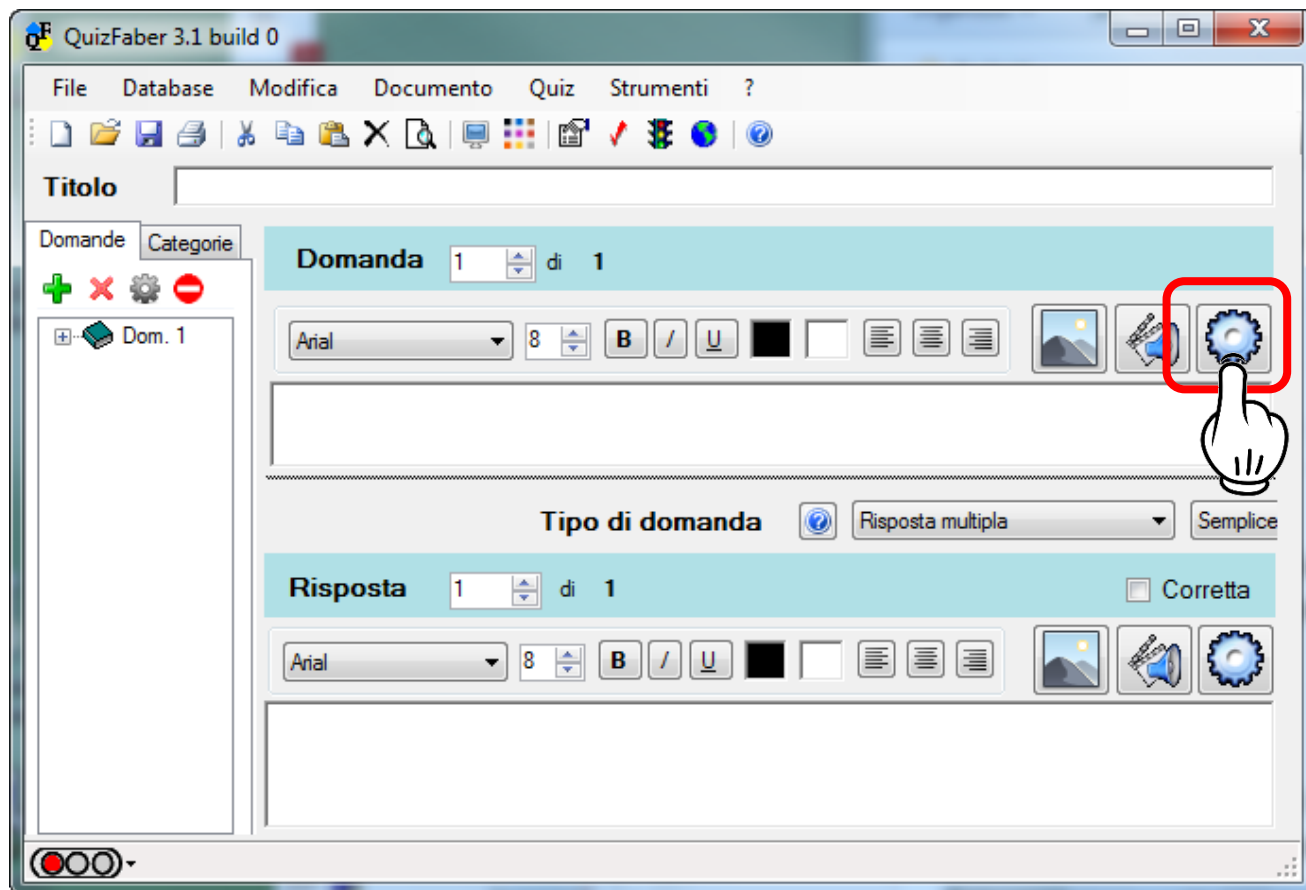 QuizFaber 3.1 build 0
File Database Modifica Documento Quiz Strumenti ?
Titolo
Domande Categorie
Domanda 1 di 1
Dom. 1
Arial 8 B I U
Tipo di domanda Risposta multipla Semplice
Risposta 1 di 1 Corretta
Arial 8 B I U